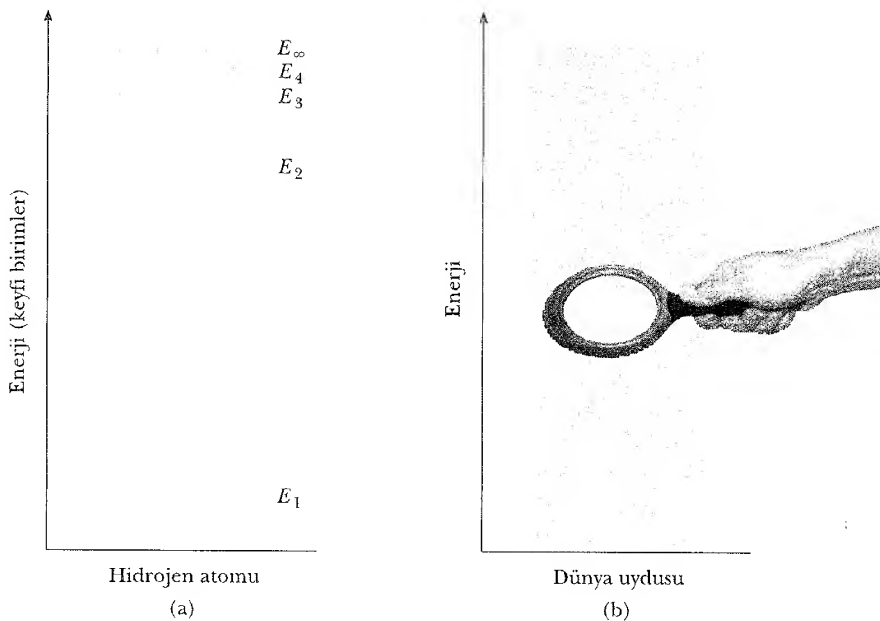 Enerji (keyfi birimler)
E∞
E4
E3
E2
E1
Hidrojen atomu
(a)
Enerji
Dünya uydusu
(b)